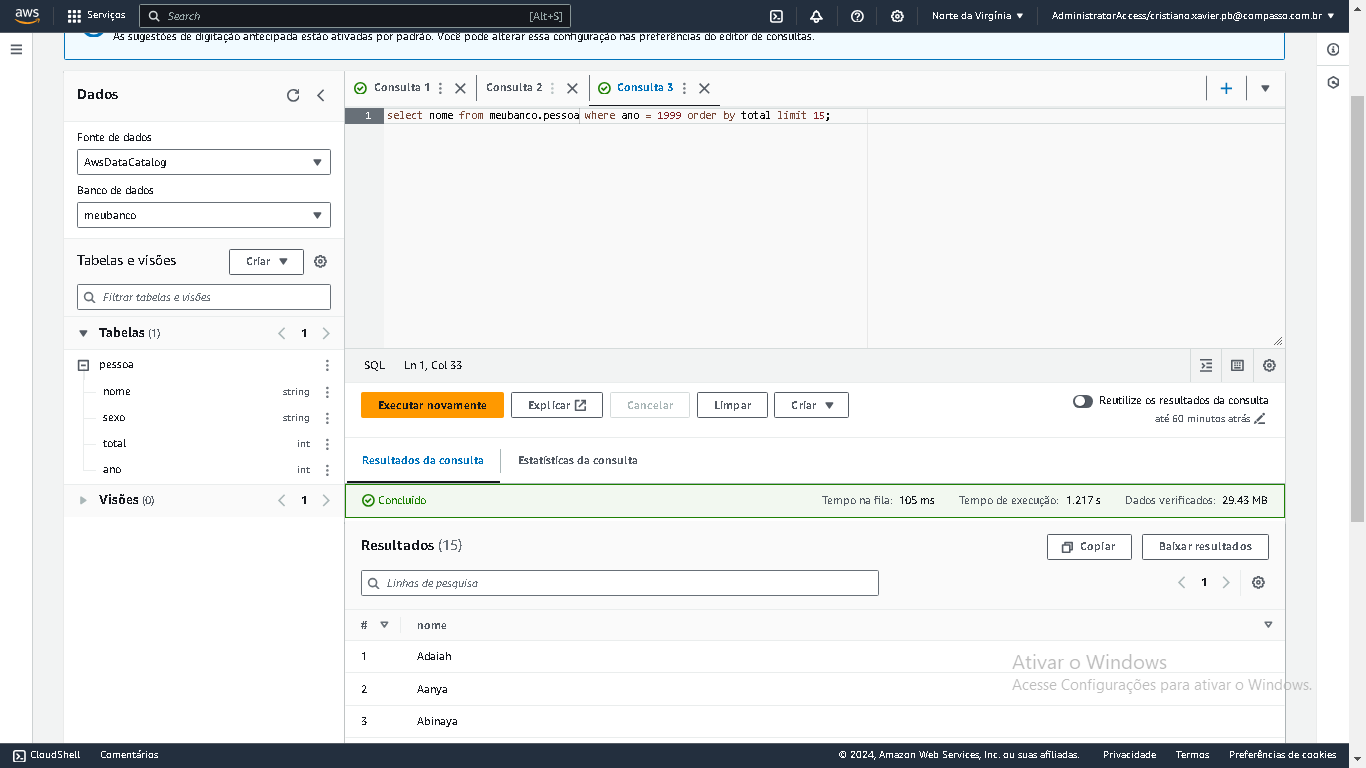 aws Serviços Search [Alt+S] Norte da Virgínia AdministratorAccess/cristiano.xavier.pb@compasso.com.br
As sugestões de digitação antecipada estão ativadas por padrão. Você pode alterar essa configuração nas preferências do editor de consultas.
Dados
Fonte de dados
AwsDataCatalog
Banco de dados
meubanco
Tabelas e visões Criar
Filtrar tabelas e visões
Tabelas (1) 1
pessoa
nome string
sexo string
total int
ano int
Visões (0) 1
Consulta 1 Consulta 2 Consulta 3
1 select nome from meubanco.pessoa where ano = 1999 order by total limit 15;
SQL Ln 1, Col 33
Executar novamente Explicar Cancelar Limpar Criar
Reutilize os resultados da consulta
até 60 minutos atrás
Resultados da consulta Estatísticas da consulta
Concluído Tempo na fila: 105 ms Tempo de execução: 1.217 s Dados verificados: 29.43 MB
Resultados (15) Copiar Baixar resultados
Linhas de pesquisa 1
# nome
1 Adaiah
2 Aanya
3 Abinaya
Ativar o Windows
Acesse Configurações para ativar o Windows.
CloudShell Comentários © 2024, Amazon Web Services, Inc. ou suas afiliadas. Privacidade Termos Preferências de cookies